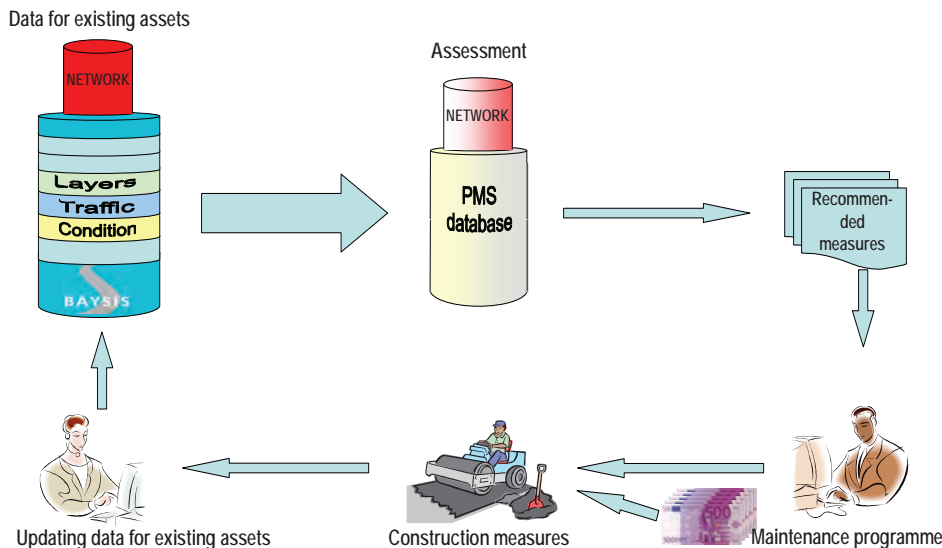 Data for existing assets
NETWORK
Layers
Traffic
Condition
BAYSIS
Assessment
NETWORK
PMS
database
Recommen-
ded
measures
Updating data for existing assets
Construction measures
500
Maintenance programme